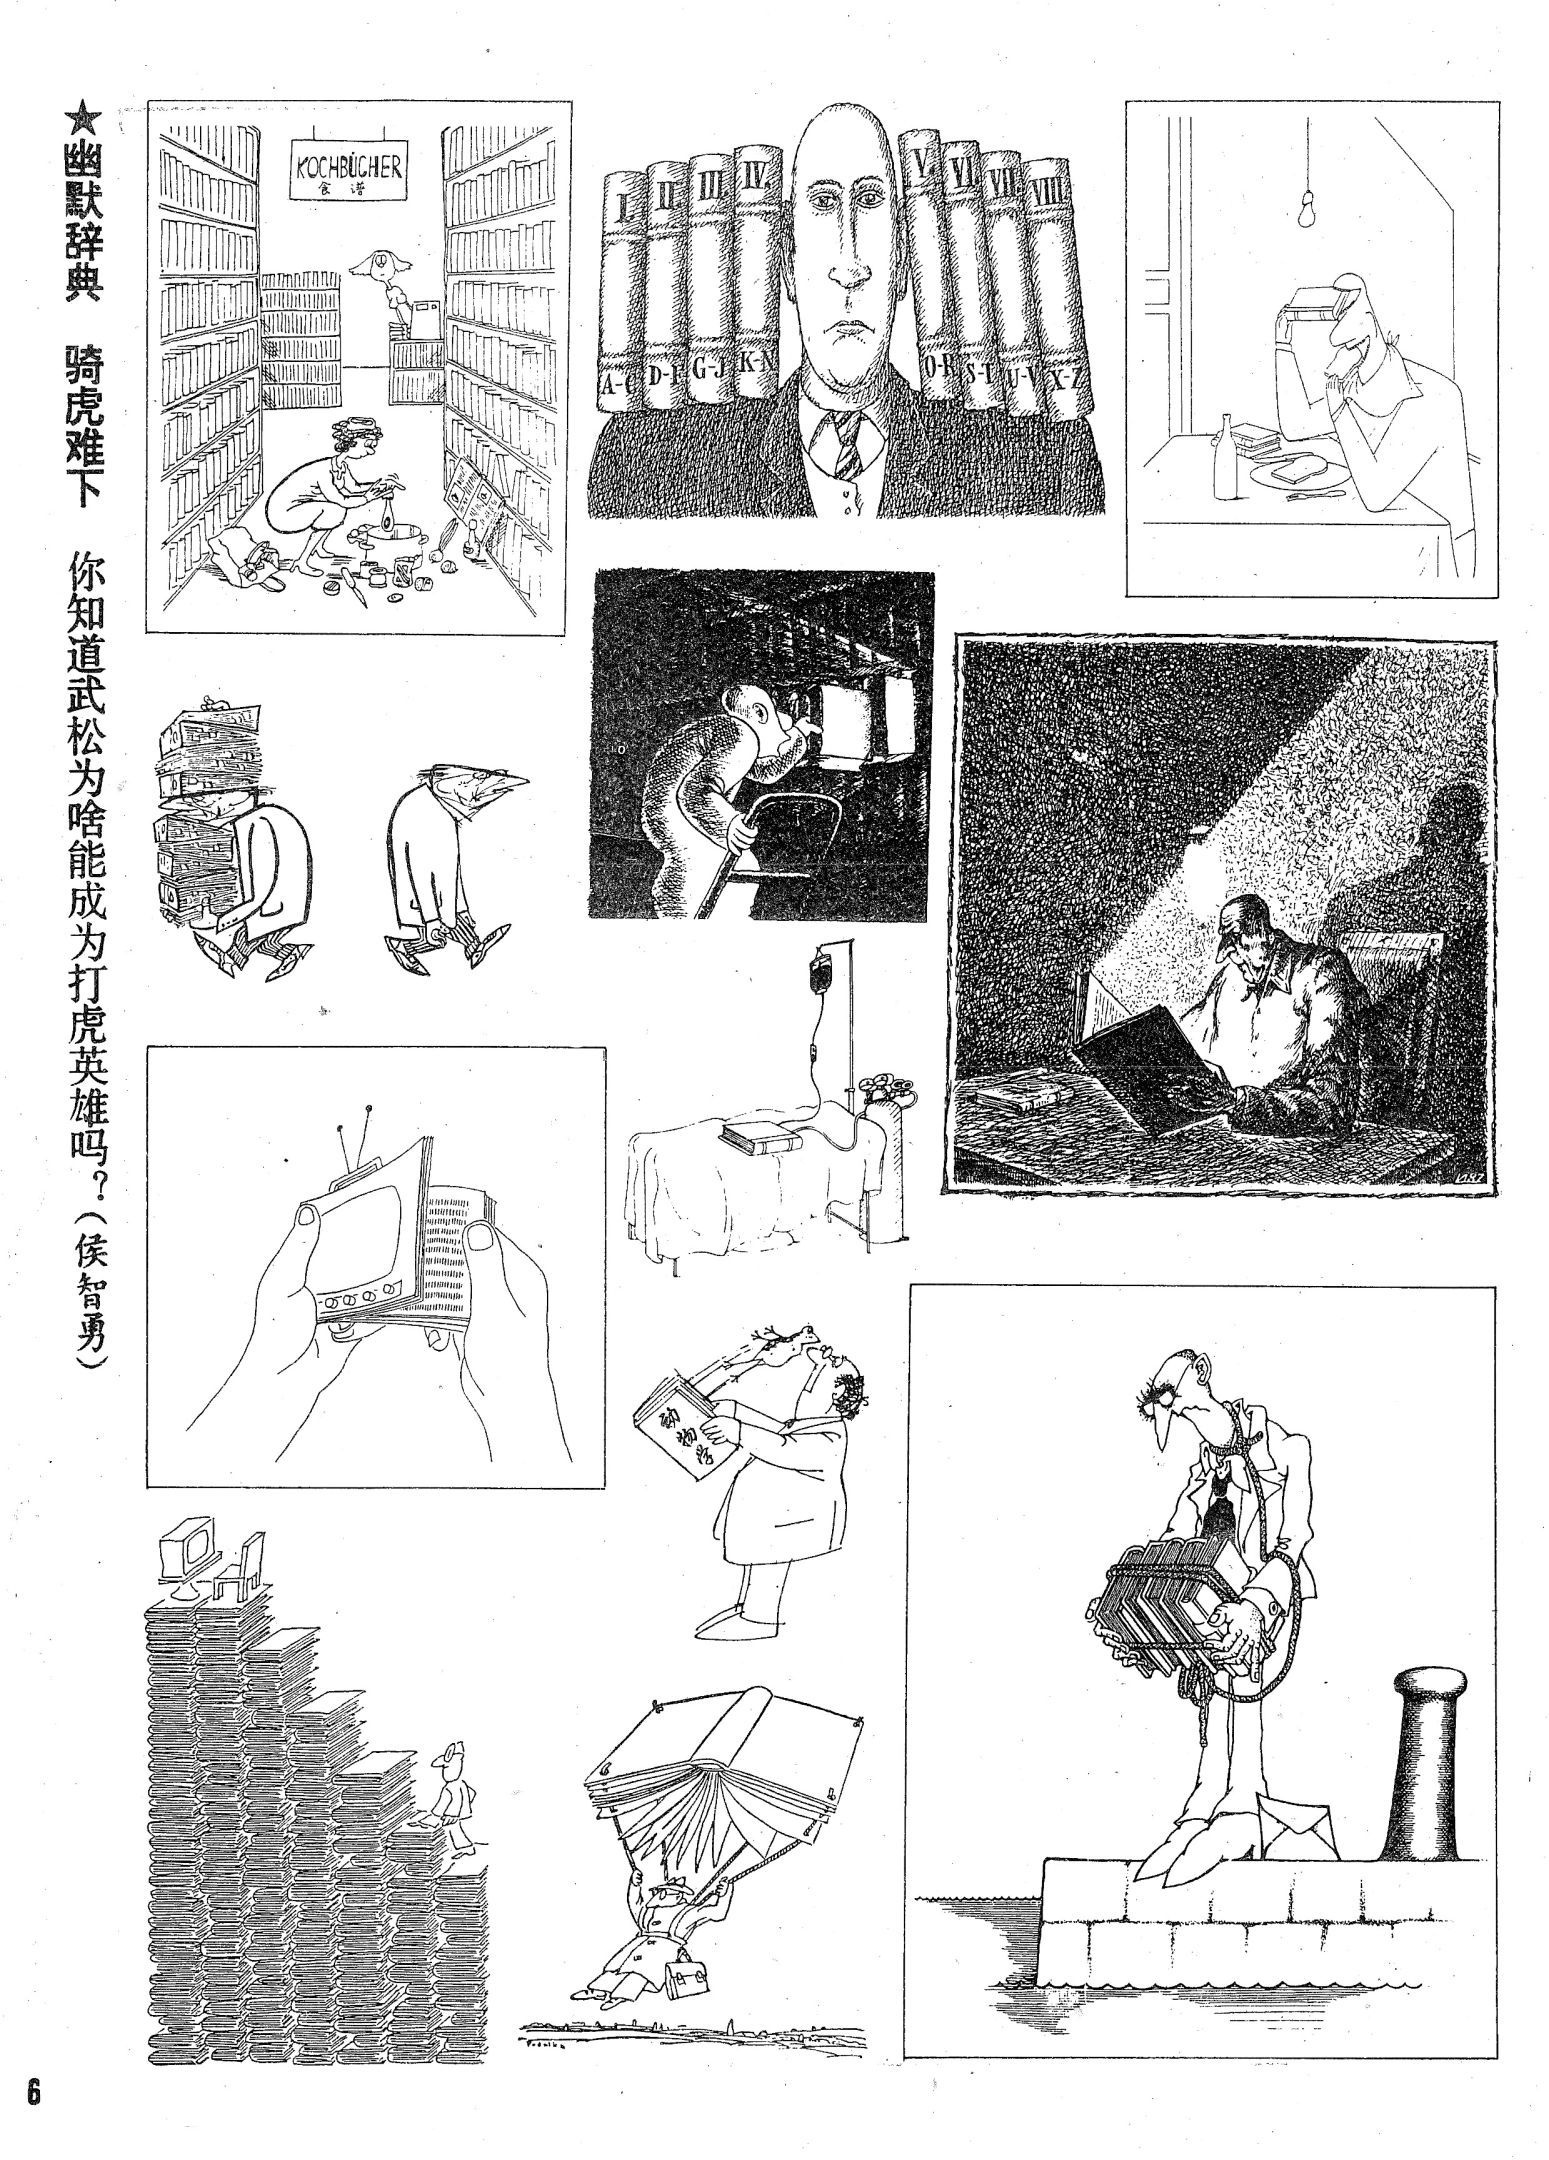 ★幽默辞典 骑虎难下 你知道武松为啥能成为打虎英雄吗？（侯智勇）
KOCHBÜCHER
食谱
I. II. III. IV. V. VI. VII. VIII.
A-C D-F G-J K-N O-R S-T U-V X-Z
动物学
6